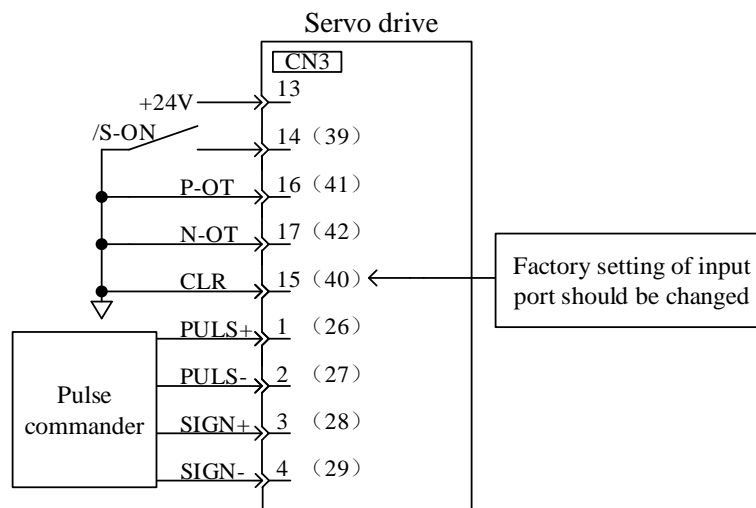 Servo drive
CN3
+24V 13
/S-ON 14（39）
P-OT 16（41）
N-OT 17（42）
CLR 15（40）
Factory setting of input
port should be changed
PULS+ 1 （26）
PULS- 2 （27）
Pulse
commander
SIGN+ 3 （28）
SIGN- 4 （29）